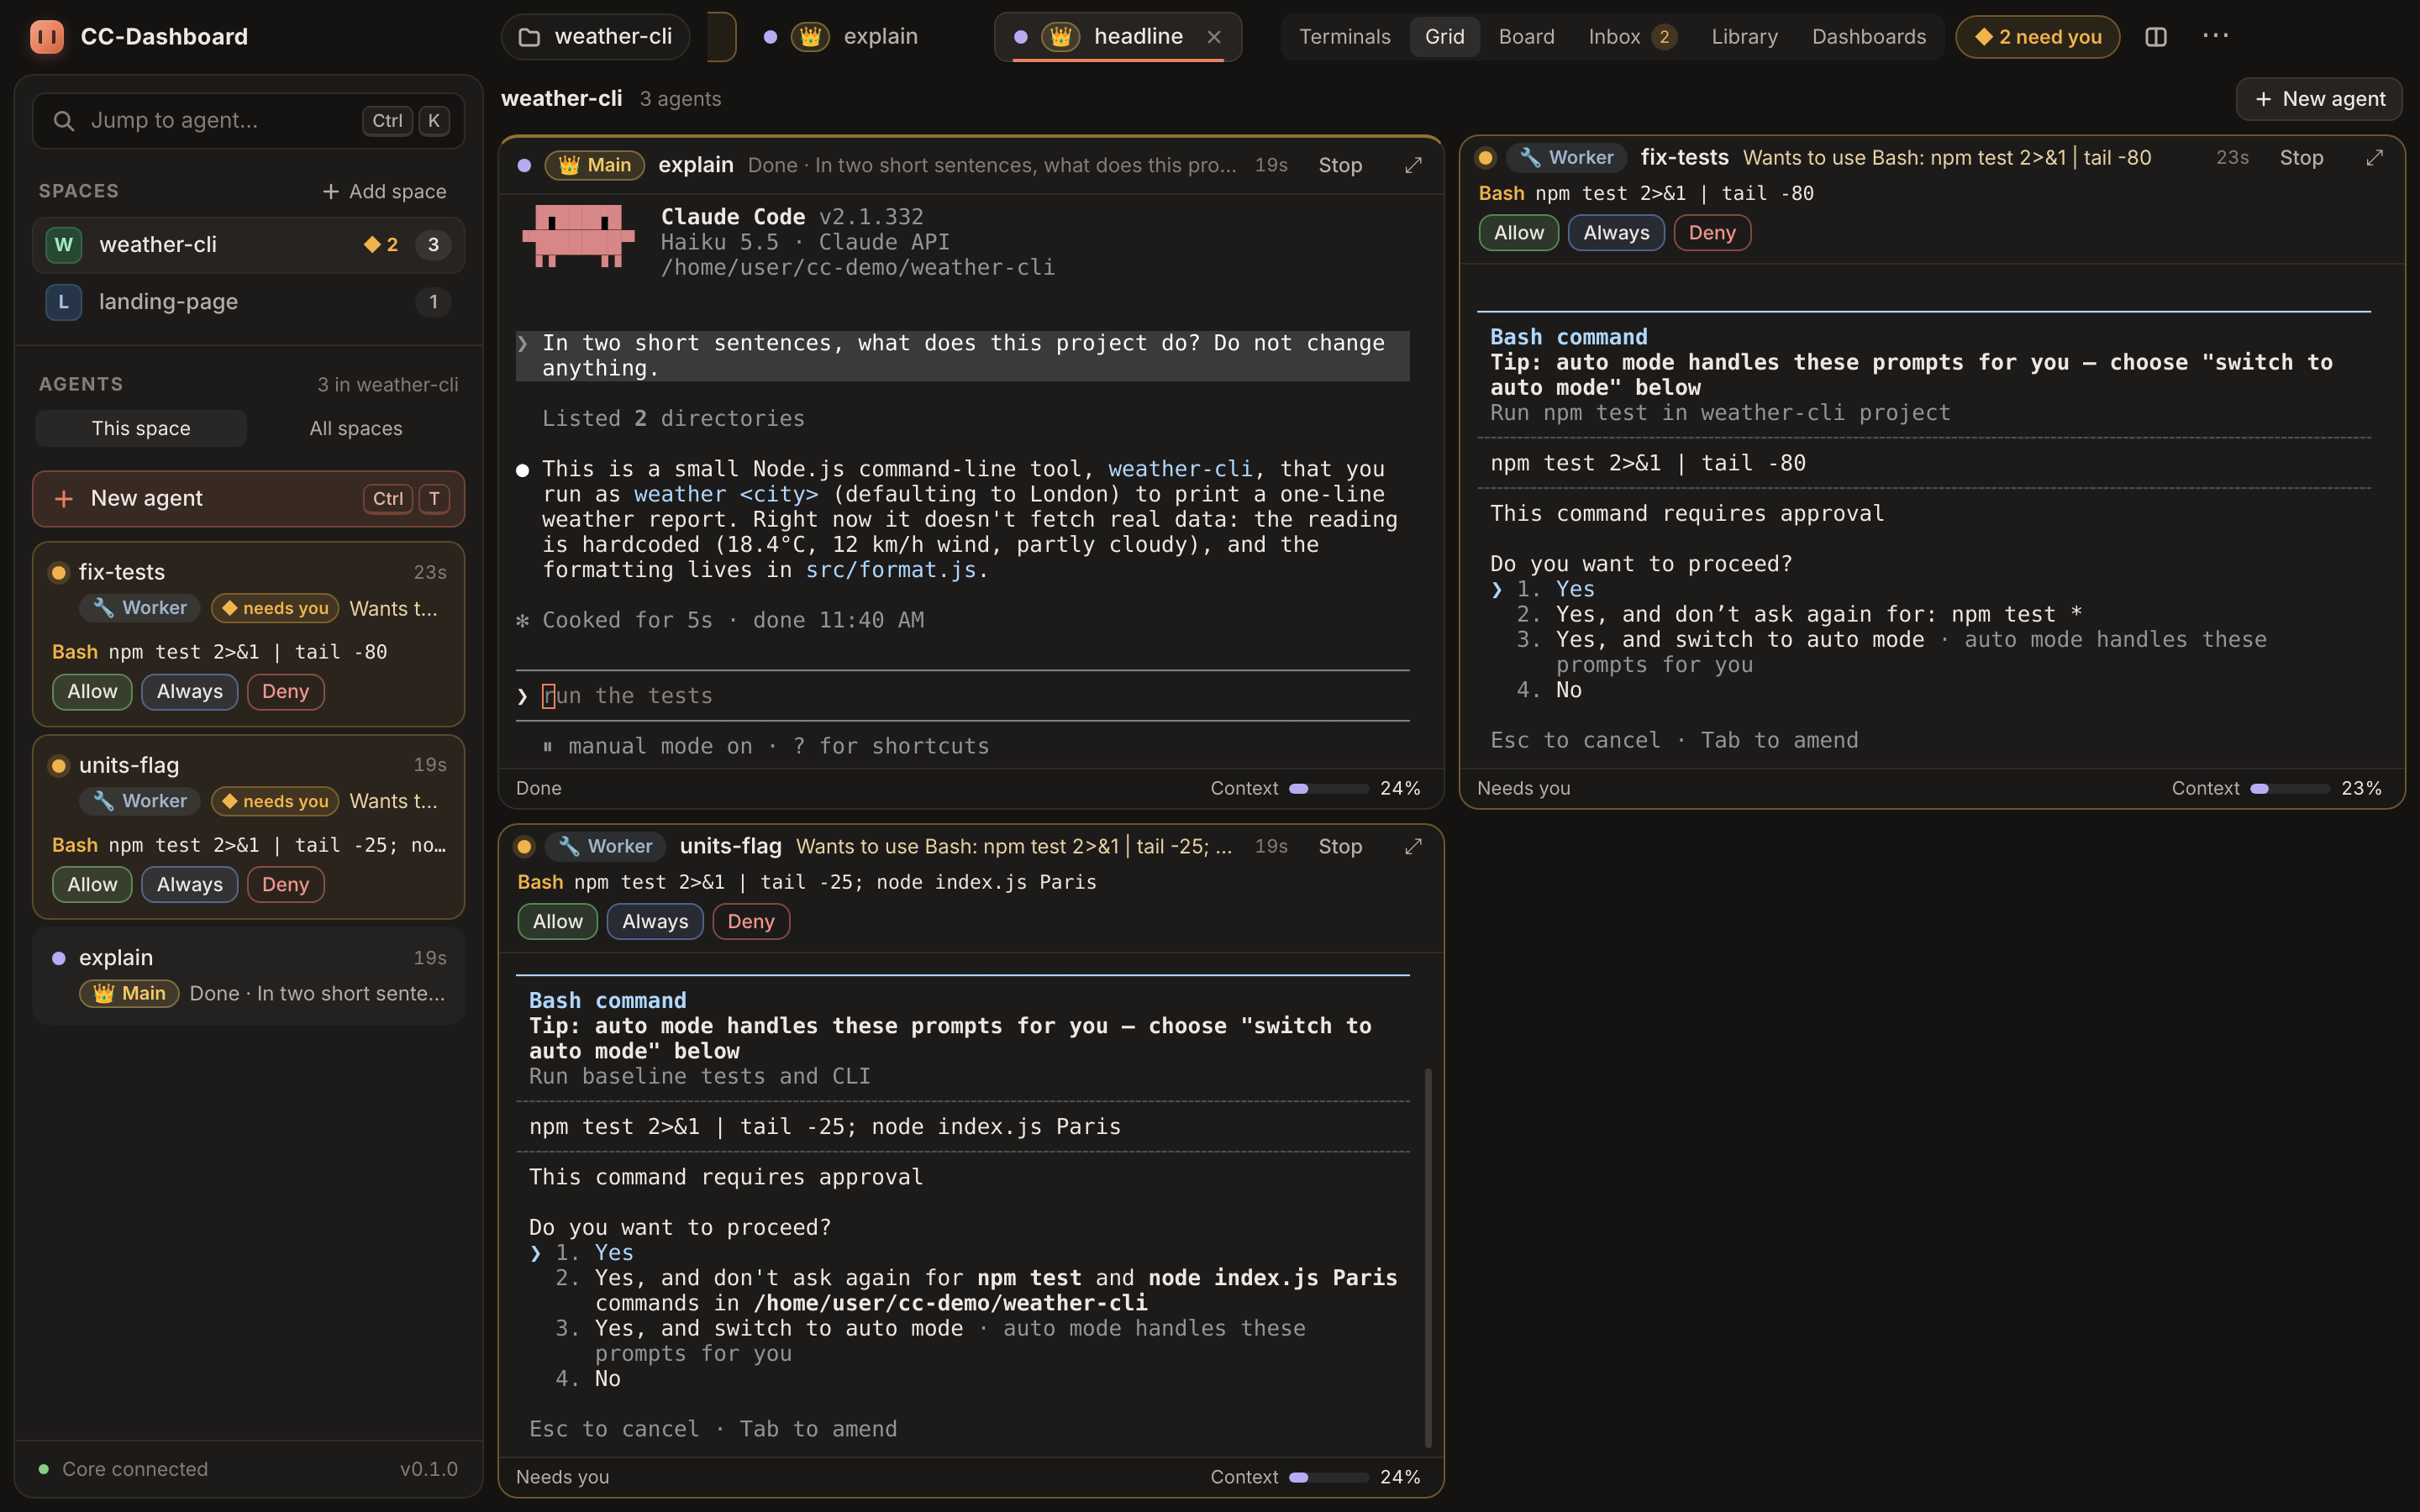 CC-Dashboard
weather-cli
explain
headline
Terminals Grid Board Inbox 2 Library Dashboards
2 need you
Jump to agent... Ctrl K
SPACES + Add space
W weather-cli 2 3
L landing-page 1
AGENTS 3 in weather-cli
This space All spaces
+ New agent Ctrl T
fix-tests 23s
Worker needs you Wants t...
Bash npm test 2>&1 | tail -80
Allow Always Deny
units-flag 19s
Worker needs you Wants t...
Bash npm test 2>&1 | tail -25; no…
Allow Always Deny
explain 19s
Main Done · In two short sente...
Core connected v0.1.0
weather-cli 3 agents
+ New agent
Main explain Done · In two short sentences, what does this pro... 19s Stop
Claude Code v2.1.332
Haiku 5.5 · Claude API
/home/user/cc-demo/weather-cli
❯ In two short sentences, what does this project do? Do not change
anything.
Listed 2 directories
● This is a small Node.js command-line tool, weather-cli, that you
run as weather <city> (defaulting to London) to print a one-line
weather report. Right now it doesn't fetch real data: the reading
is hardcoded (18.4°C, 12 km/h wind, partly cloudy), and the
formatting lives in src/format.js.
✻ Cooked for 5s · done 11:40 AM
❯ run the tests
⏸ manual mode on · ? for shortcuts
Done Context 24%
Worker fix-tests Wants to use Bash: npm test 2>&1 | tail -80 23s Stop
Bash npm test 2>&1 | tail -80
Allow Always Deny
Bash command
Tip: auto mode handles these prompts for you — choose "switch to
auto mode" below
Run npm test in weather-cli project
npm test 2>&1 | tail -80
This command requires approval
Do you want to proceed?
❯ 1. Yes
2. Yes, and don’t ask again for: npm test *
3. Yes, and switch to auto mode · auto mode handles these
prompts for you
4. No
Esc to cancel · Tab to amend
Needs you Context 23%
Worker units-flag Wants to use Bash: npm test 2>&1 | tail -25; ... 19s Stop
Bash npm test 2>&1 | tail -25; node index.js Paris
Allow Always Deny
Bash command
Tip: auto mode handles these prompts for you — choose "switch to
auto mode" below
Run baseline tests and CLI
npm test 2>&1 | tail -25; node index.js Paris
This command requires approval
Do you want to proceed?
❯ 1. Yes
2. Yes, and don't ask again for npm test and node index.js Paris
commands in /home/user/cc-demo/weather-cli
3. Yes, and switch to auto mode · auto mode handles these
prompts for you
4. No
Esc to cancel · Tab to amend
Needs you Context 24%